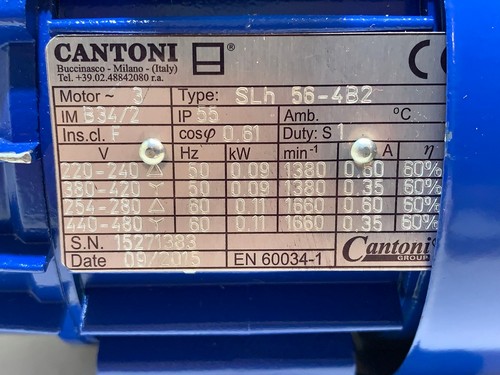 CANTONI ®
Buccinasco - Milano - (Italy)
Tel. +39.02.48842080 r.a.
Motor ~ 3 Type: SLh 56-4B2
IM B34/2 IP 55 Amb. °C
Ins.cl. F cosφ 0.61 Duty: S 1
V Hz kW min⁻¹ A η
220-240 △ 50 0.09 1380 0.60 60%
380-420 Y 50 0.09 1380 0.35 60%
254-280 △ 60 0.11 1680 0.60 60%
440-480 Y 60 0.11 1680 0.35 60%
S.N. 15271383
Date 09/2015 EN 60034-1
Cantoni®
GROUP